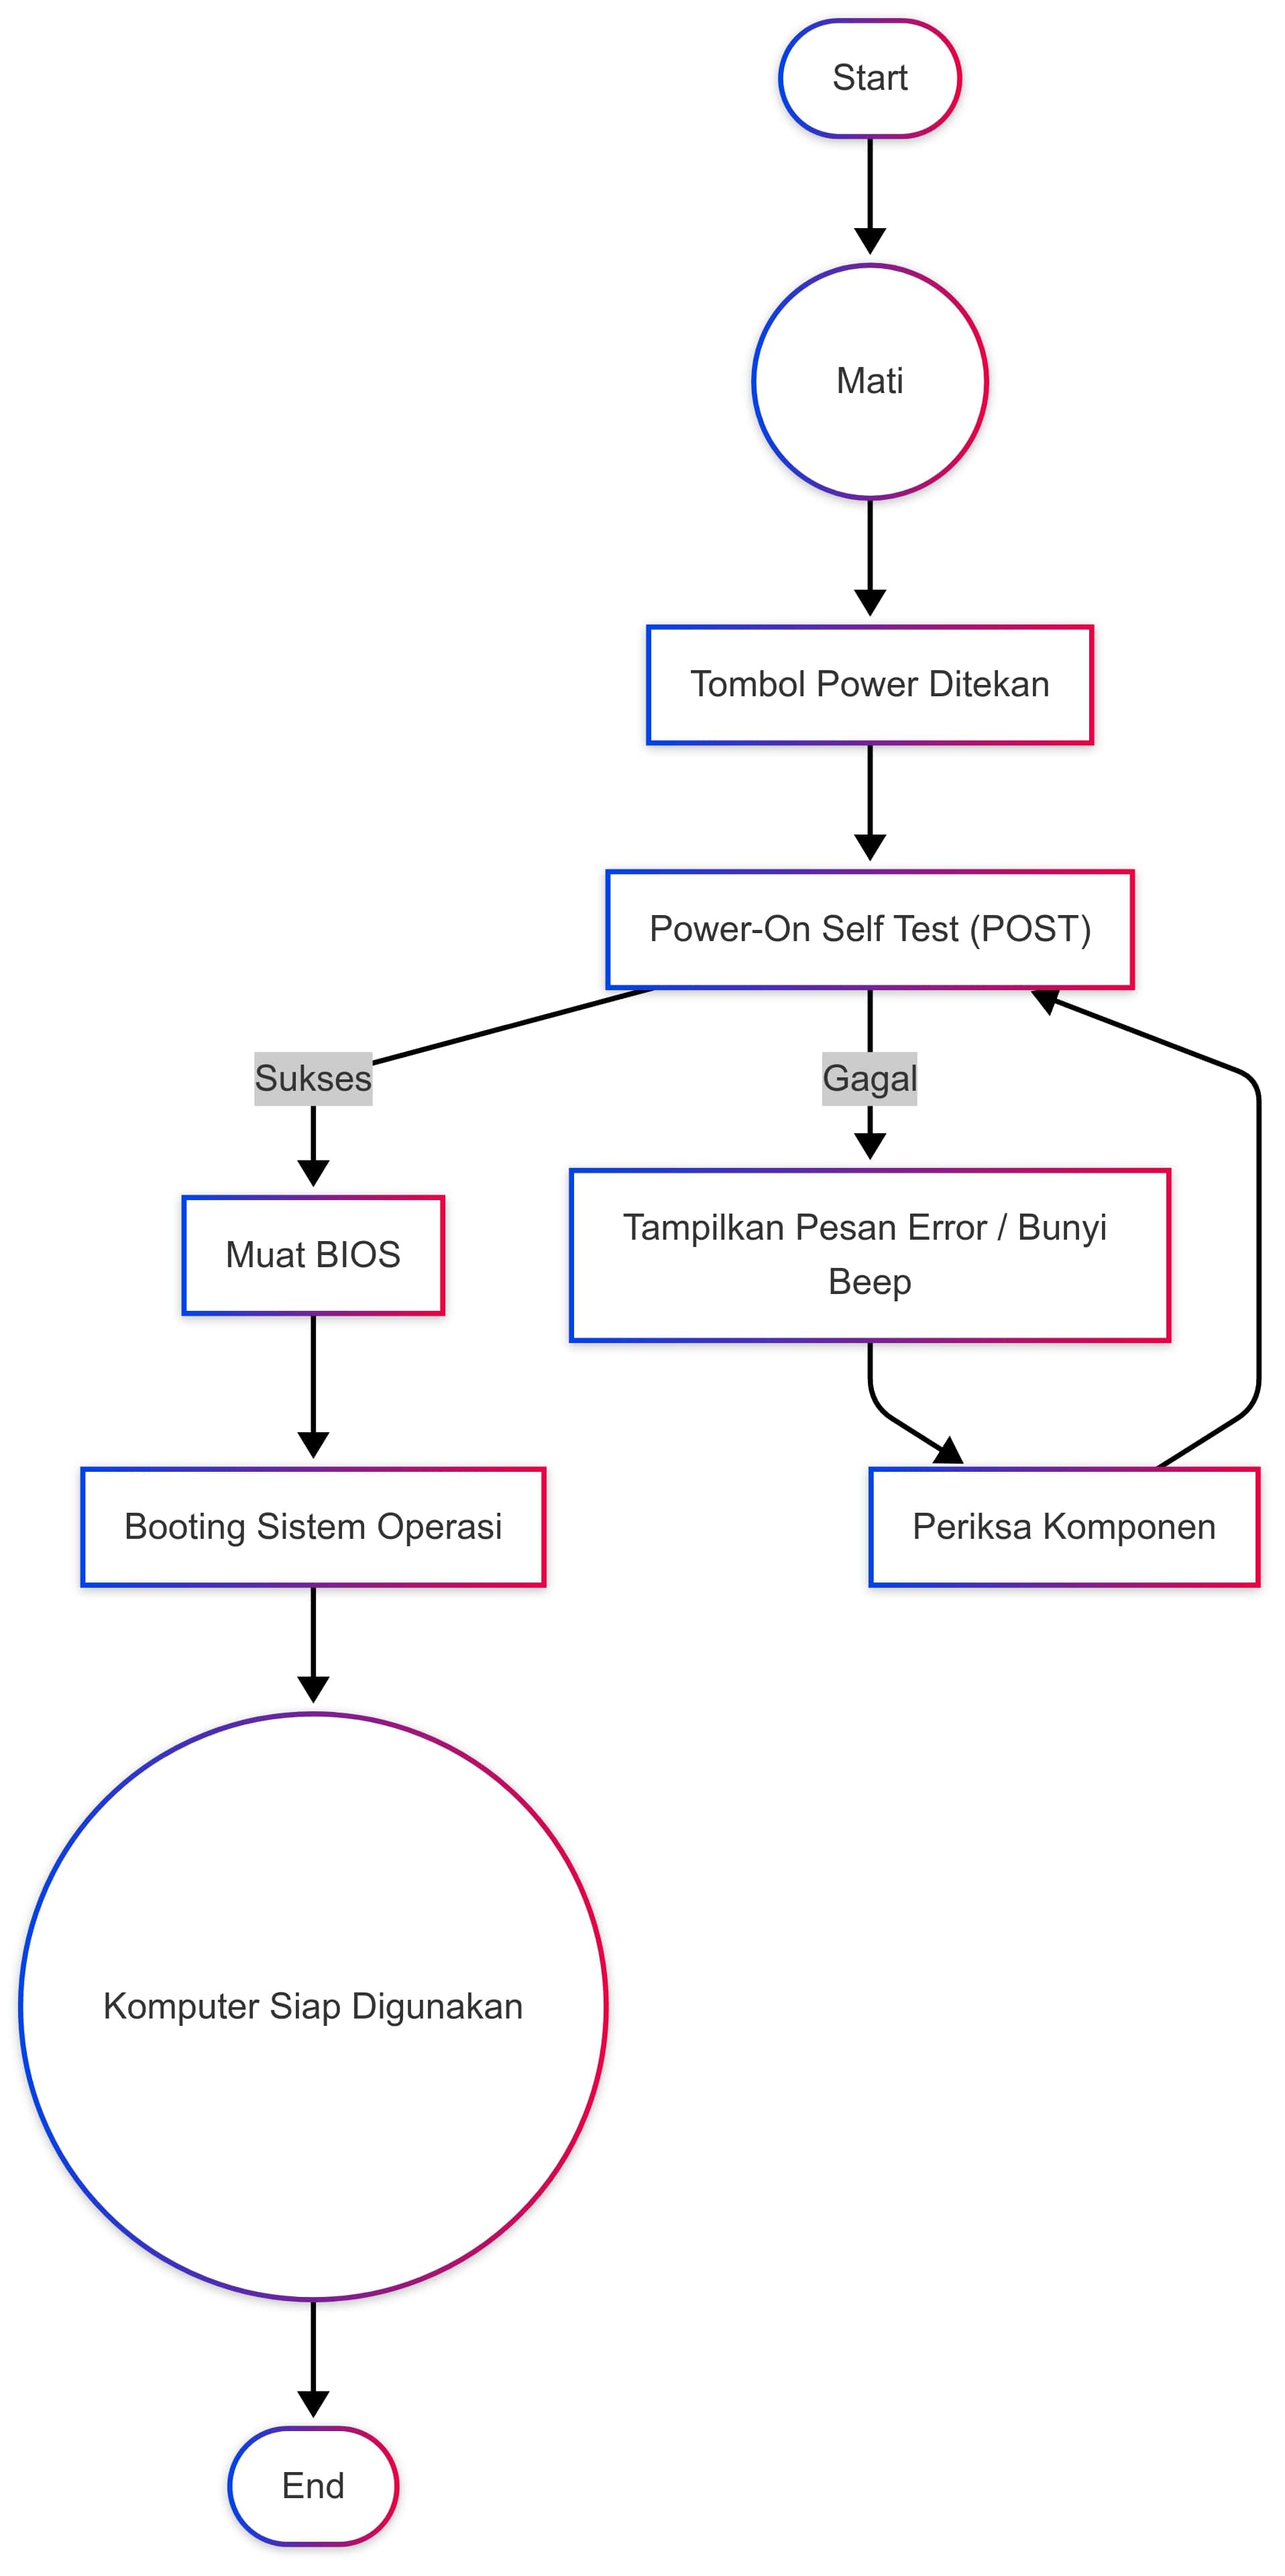 Start
Mati
Tombol Power Ditekan
Power-On Self Test (POST)
Sukses
Gagal
Muat BIOS
Tampilkan Pesan Error / Bunyi
Beep
Booting Sistem Operasi
Periksa Komponen
Komputer Siap Digunakan
End